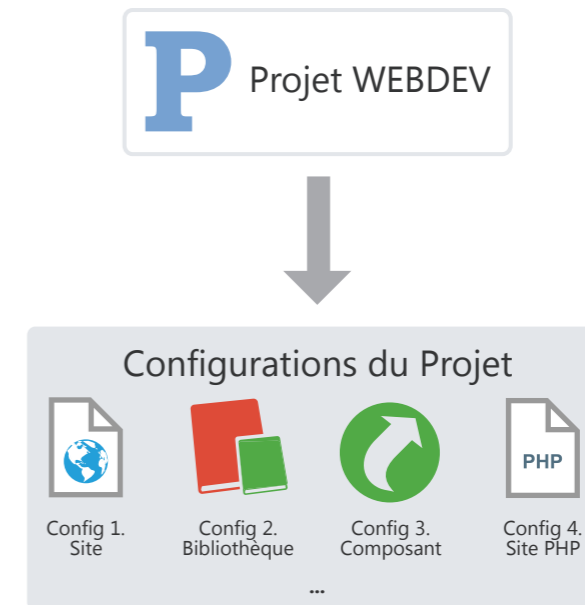 P Projet WEBDEV
Configurations du Projet
PHP
Config 1.
Site
Config 2.
Bibliothèque
Config 3.
Composant
Config 4.
Site PHP
...